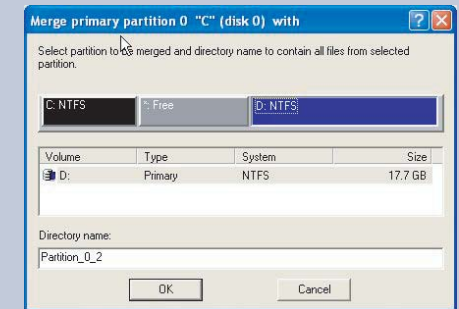 Merge primary partition 0 "C" (disk 0) with
Select partition to be merged and directory name to contain all files from selected
partition.
C: NTFS *: Free D: NTFS
Volume Type System Size
D: Primary NTFS 17.7 GB
Directory name:
Partition_0_2
OK Cancel